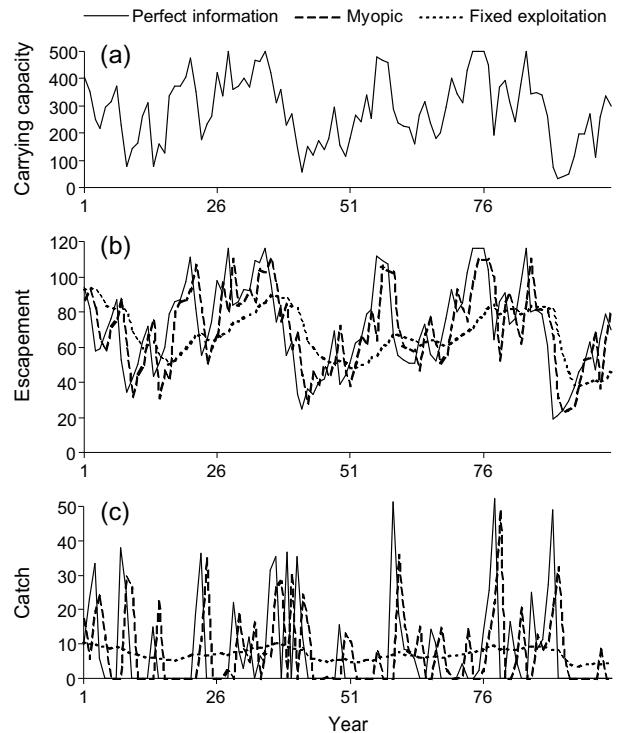 Perfect information Myopic Fixed exploitation
(a)
Carrying capacity
500
400
300
200
100
0
1 26 51 76
(b)
Escapement
120
100
80
60
40
20
0
1 26 51 76
(c)
Catch
50
40
30
20
10
0
1 26 51 76
Year